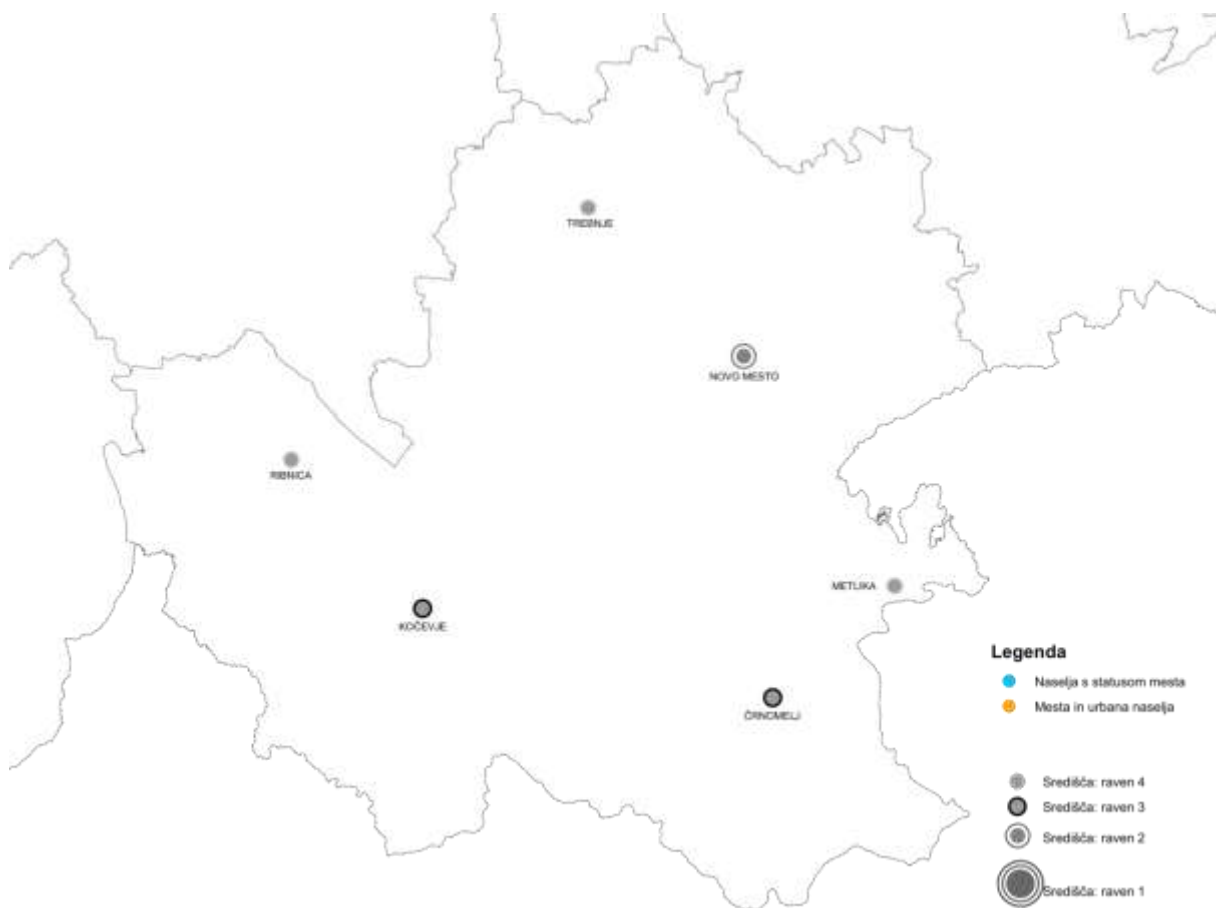 TREBNJE
NOVO MESTO
RIBNICA
METLIKA
KOČEVJE
ČRNOMELJ
Legenda
Naselja s statusom mesta
Mesta in urbana naselja
Središča: raven 4
Središča: raven 3
Središča: raven 2
Središča: raven 1